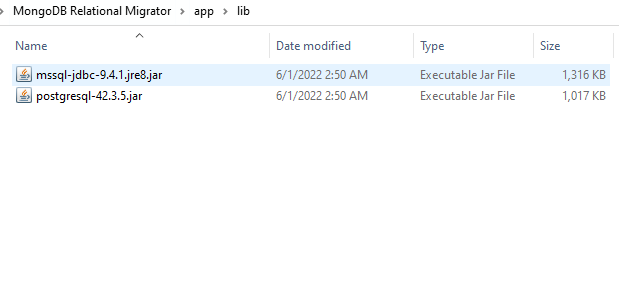 MongoDB Relational Migrator > app > lib
Name Date modified Type Size
mssql-jdbc-9.4.1.jre8.jar 6/1/2022 2:50 AM Executable Jar File 1,316 KB
postgresql-42.3.5.jar 6/1/2022 2:50 AM Executable Jar File 1,017 KB